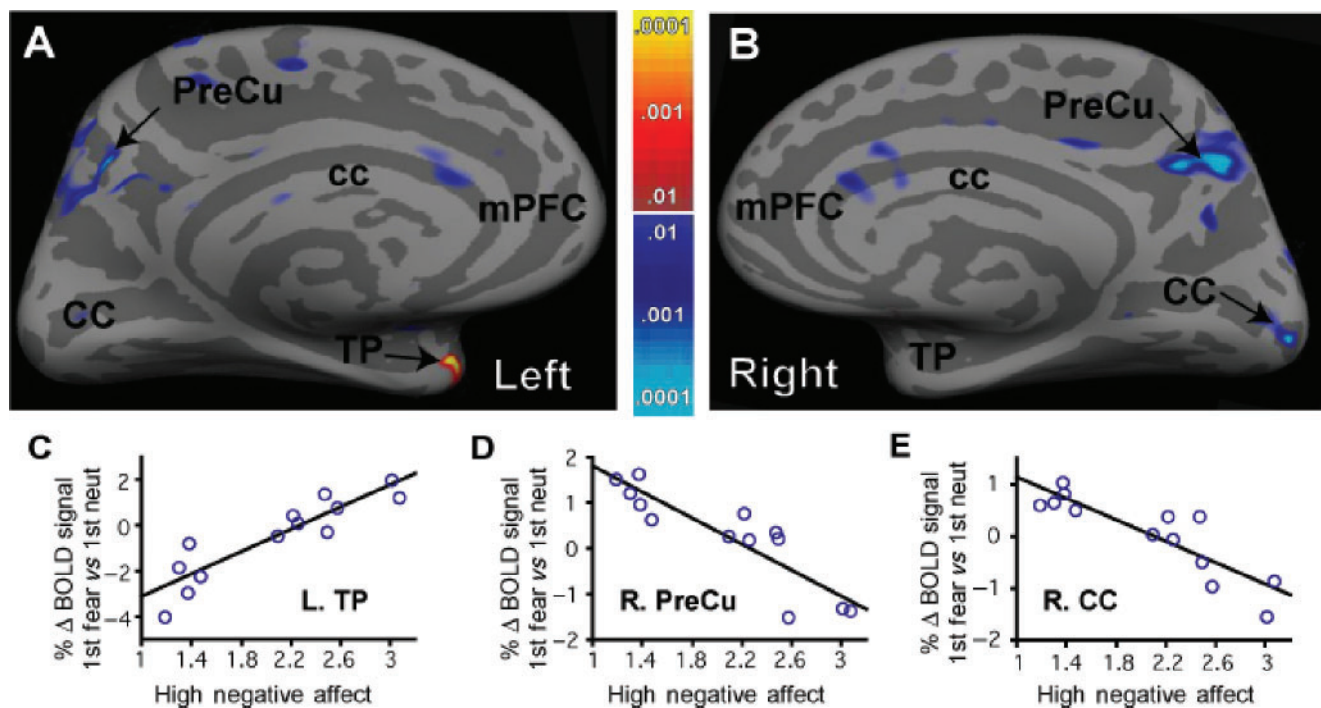 A
PreCu
cc
mPFC
CC
TP
Left
.0001
.001
.01
.01
.001
.0001
B
PreCu
cc
mPFC
CC
TP
Right
C
% Δ BOLD signal
1st fear vs 1st neut
2
0
−2
−4
L. TP
1 1.4 1.8 2.2 2.6 3
High negative affect
D
% Δ BOLD signal
1st fear vs 1st neut
2
1
0
−1
−2
R. PreCu
1 1.4 1.8 2.2 2.6 3
High negative affect
E
% Δ BOLD signal
1st fear vs 1st neut
1
0
−1
−2
R. CC
1 1.4 1.8 2.2 2.6 3
High negative affect